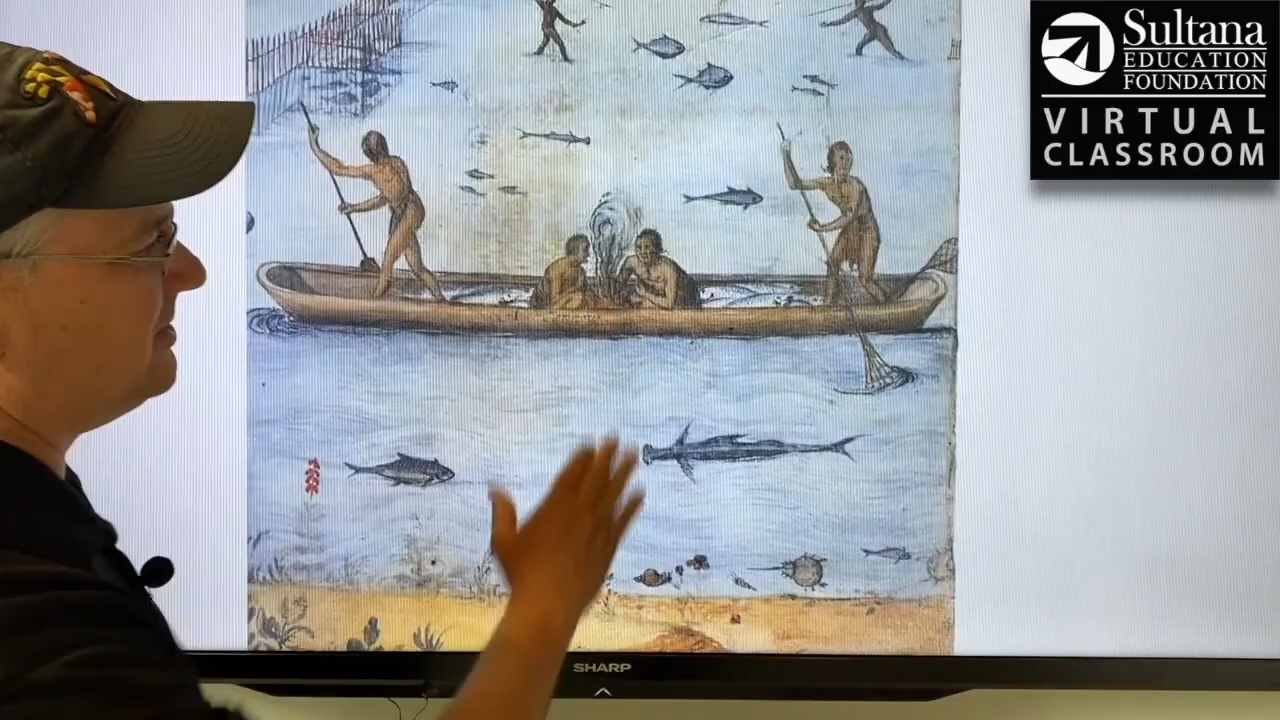 Sultana
EDUCATION
FOUNDATION
VIRTUAL
CLASSROOM
SHARP